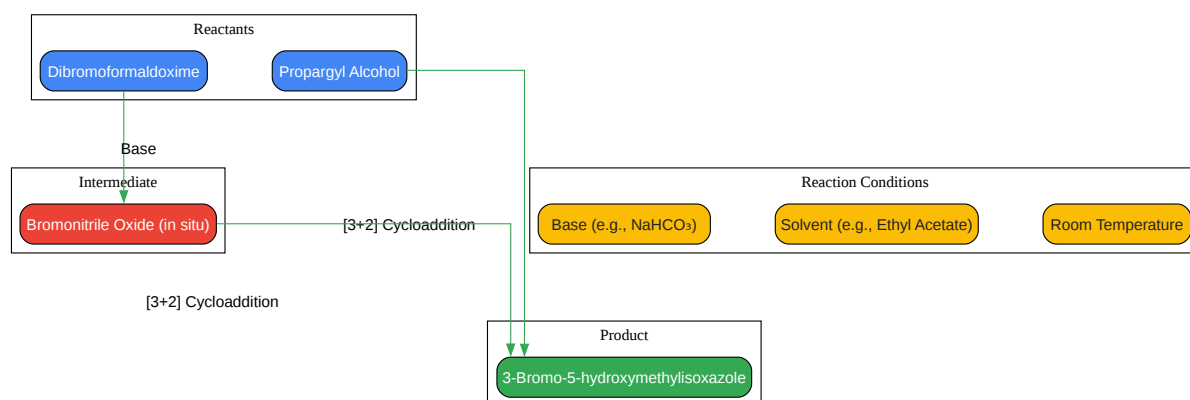 Reactants
Dibromoformaldoxime
Propargyl Alcohol
Base
Intermediate
Bromonitrile Oxide (in situ)
[3+2] Cycloaddition
Reaction Conditions
Base (e.g., NaHCO₃)
Solvent (e.g., Ethyl Acetate)
Room Temperature
[3+2] Cycloaddition
Product
3-Bromo-5-hydroxymethylisoxazole